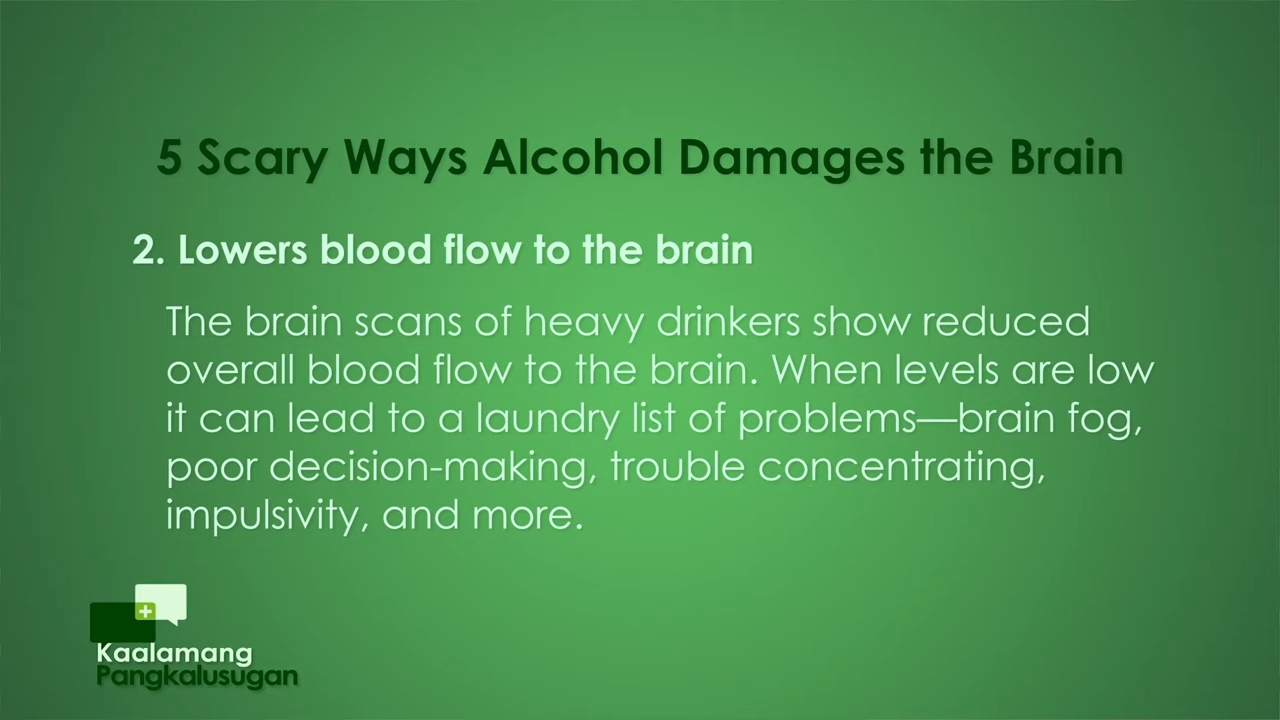 5 Scary Ways Alcohol Damages the Brain
2. Lowers blood flow to the brain
The brain scans of heavy drinkers show reduced
overall blood flow to the brain. When levels are low
it can lead to a laundry list of problems—brain fog,
poor decision-making, trouble concentrating,
impulsivity, and more.
Kaalamang
Pangkalusugan